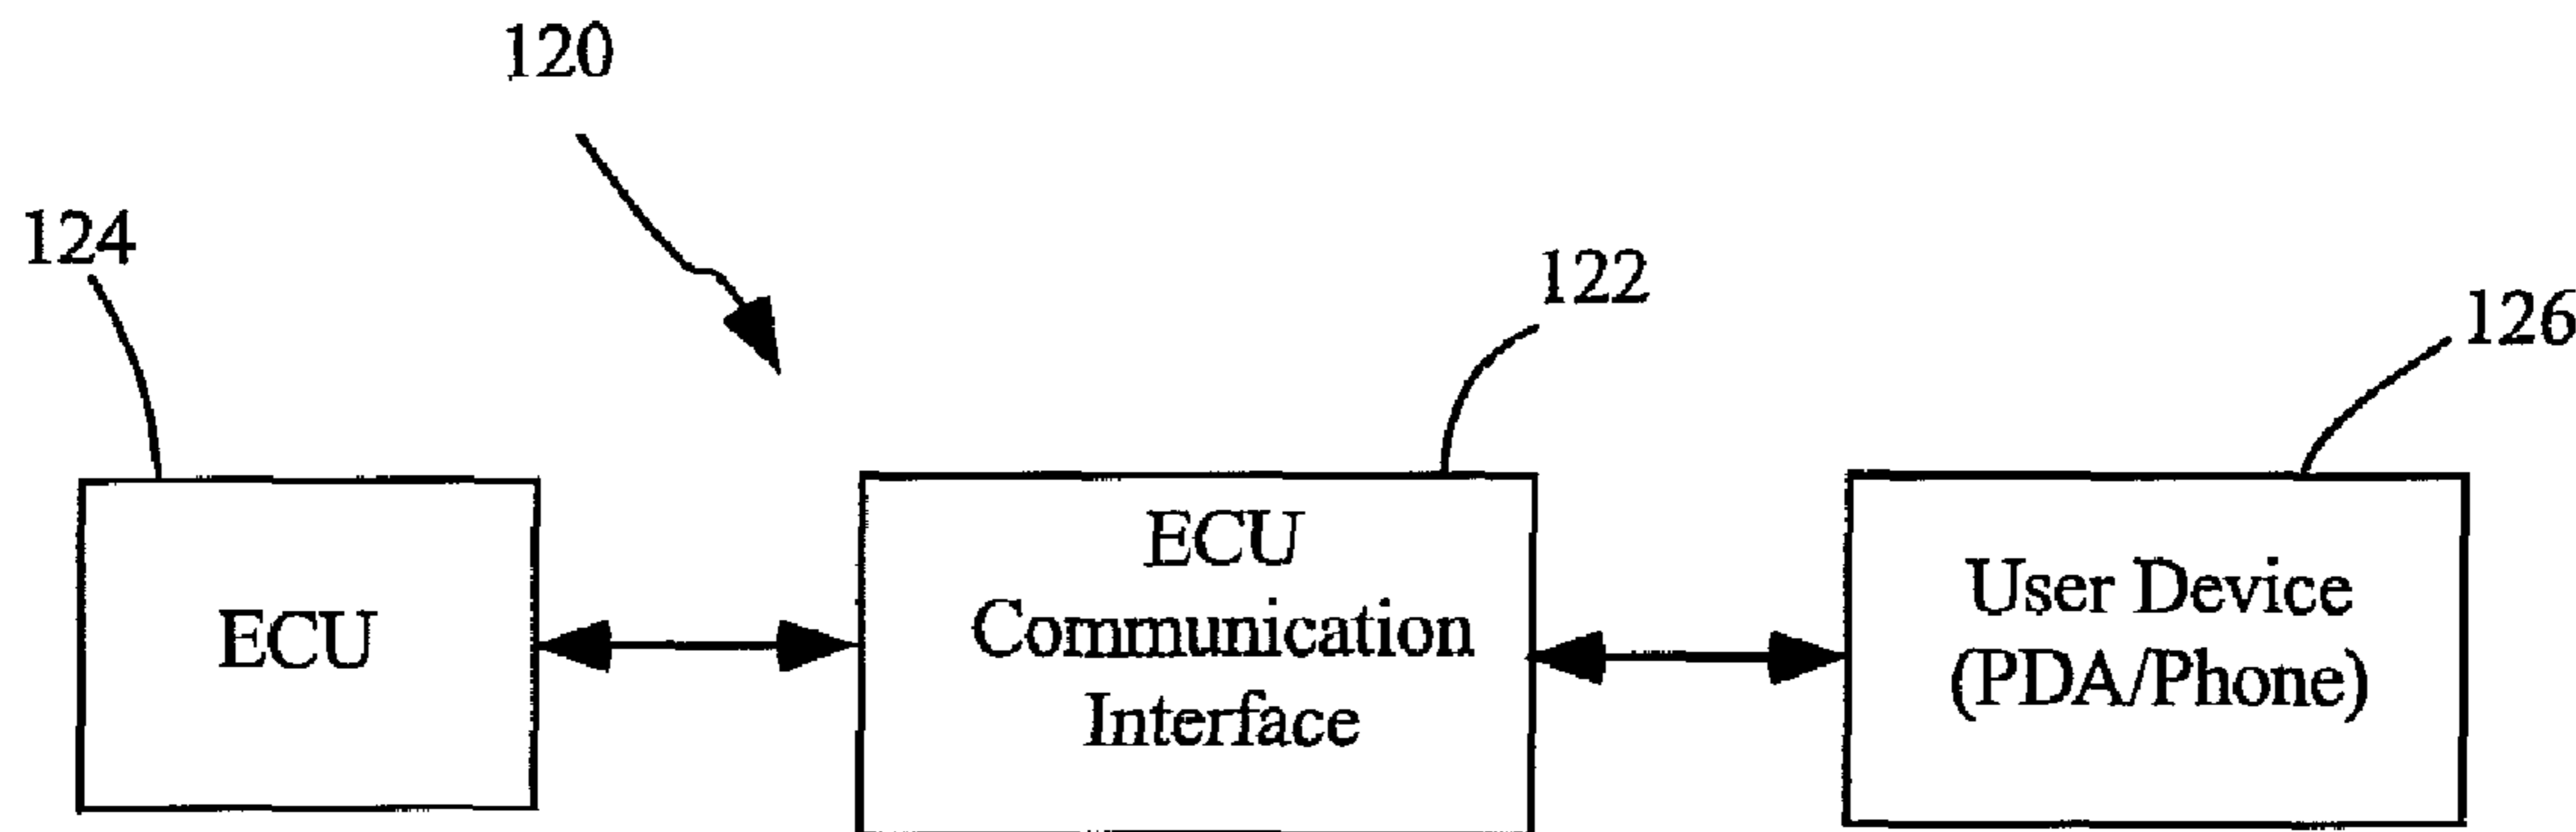 120
124
122
126
ECU
ECU
Communication
Interface
User Device
(PDA/Phone)